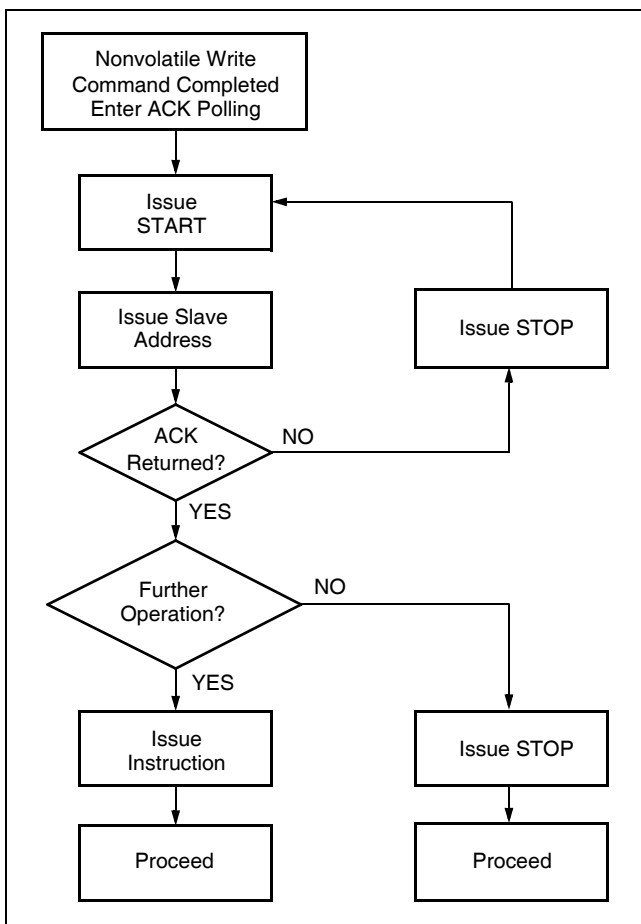 Nonvolatile Write
Command Completed
Enter ACK Polling
Issue
START
Issue Slave
Address
Issue STOP
ACK
Returned?
NO
YES
Further
Operation?
NO
YES
Issue
Instruction
Issue STOP
Proceed
Proceed